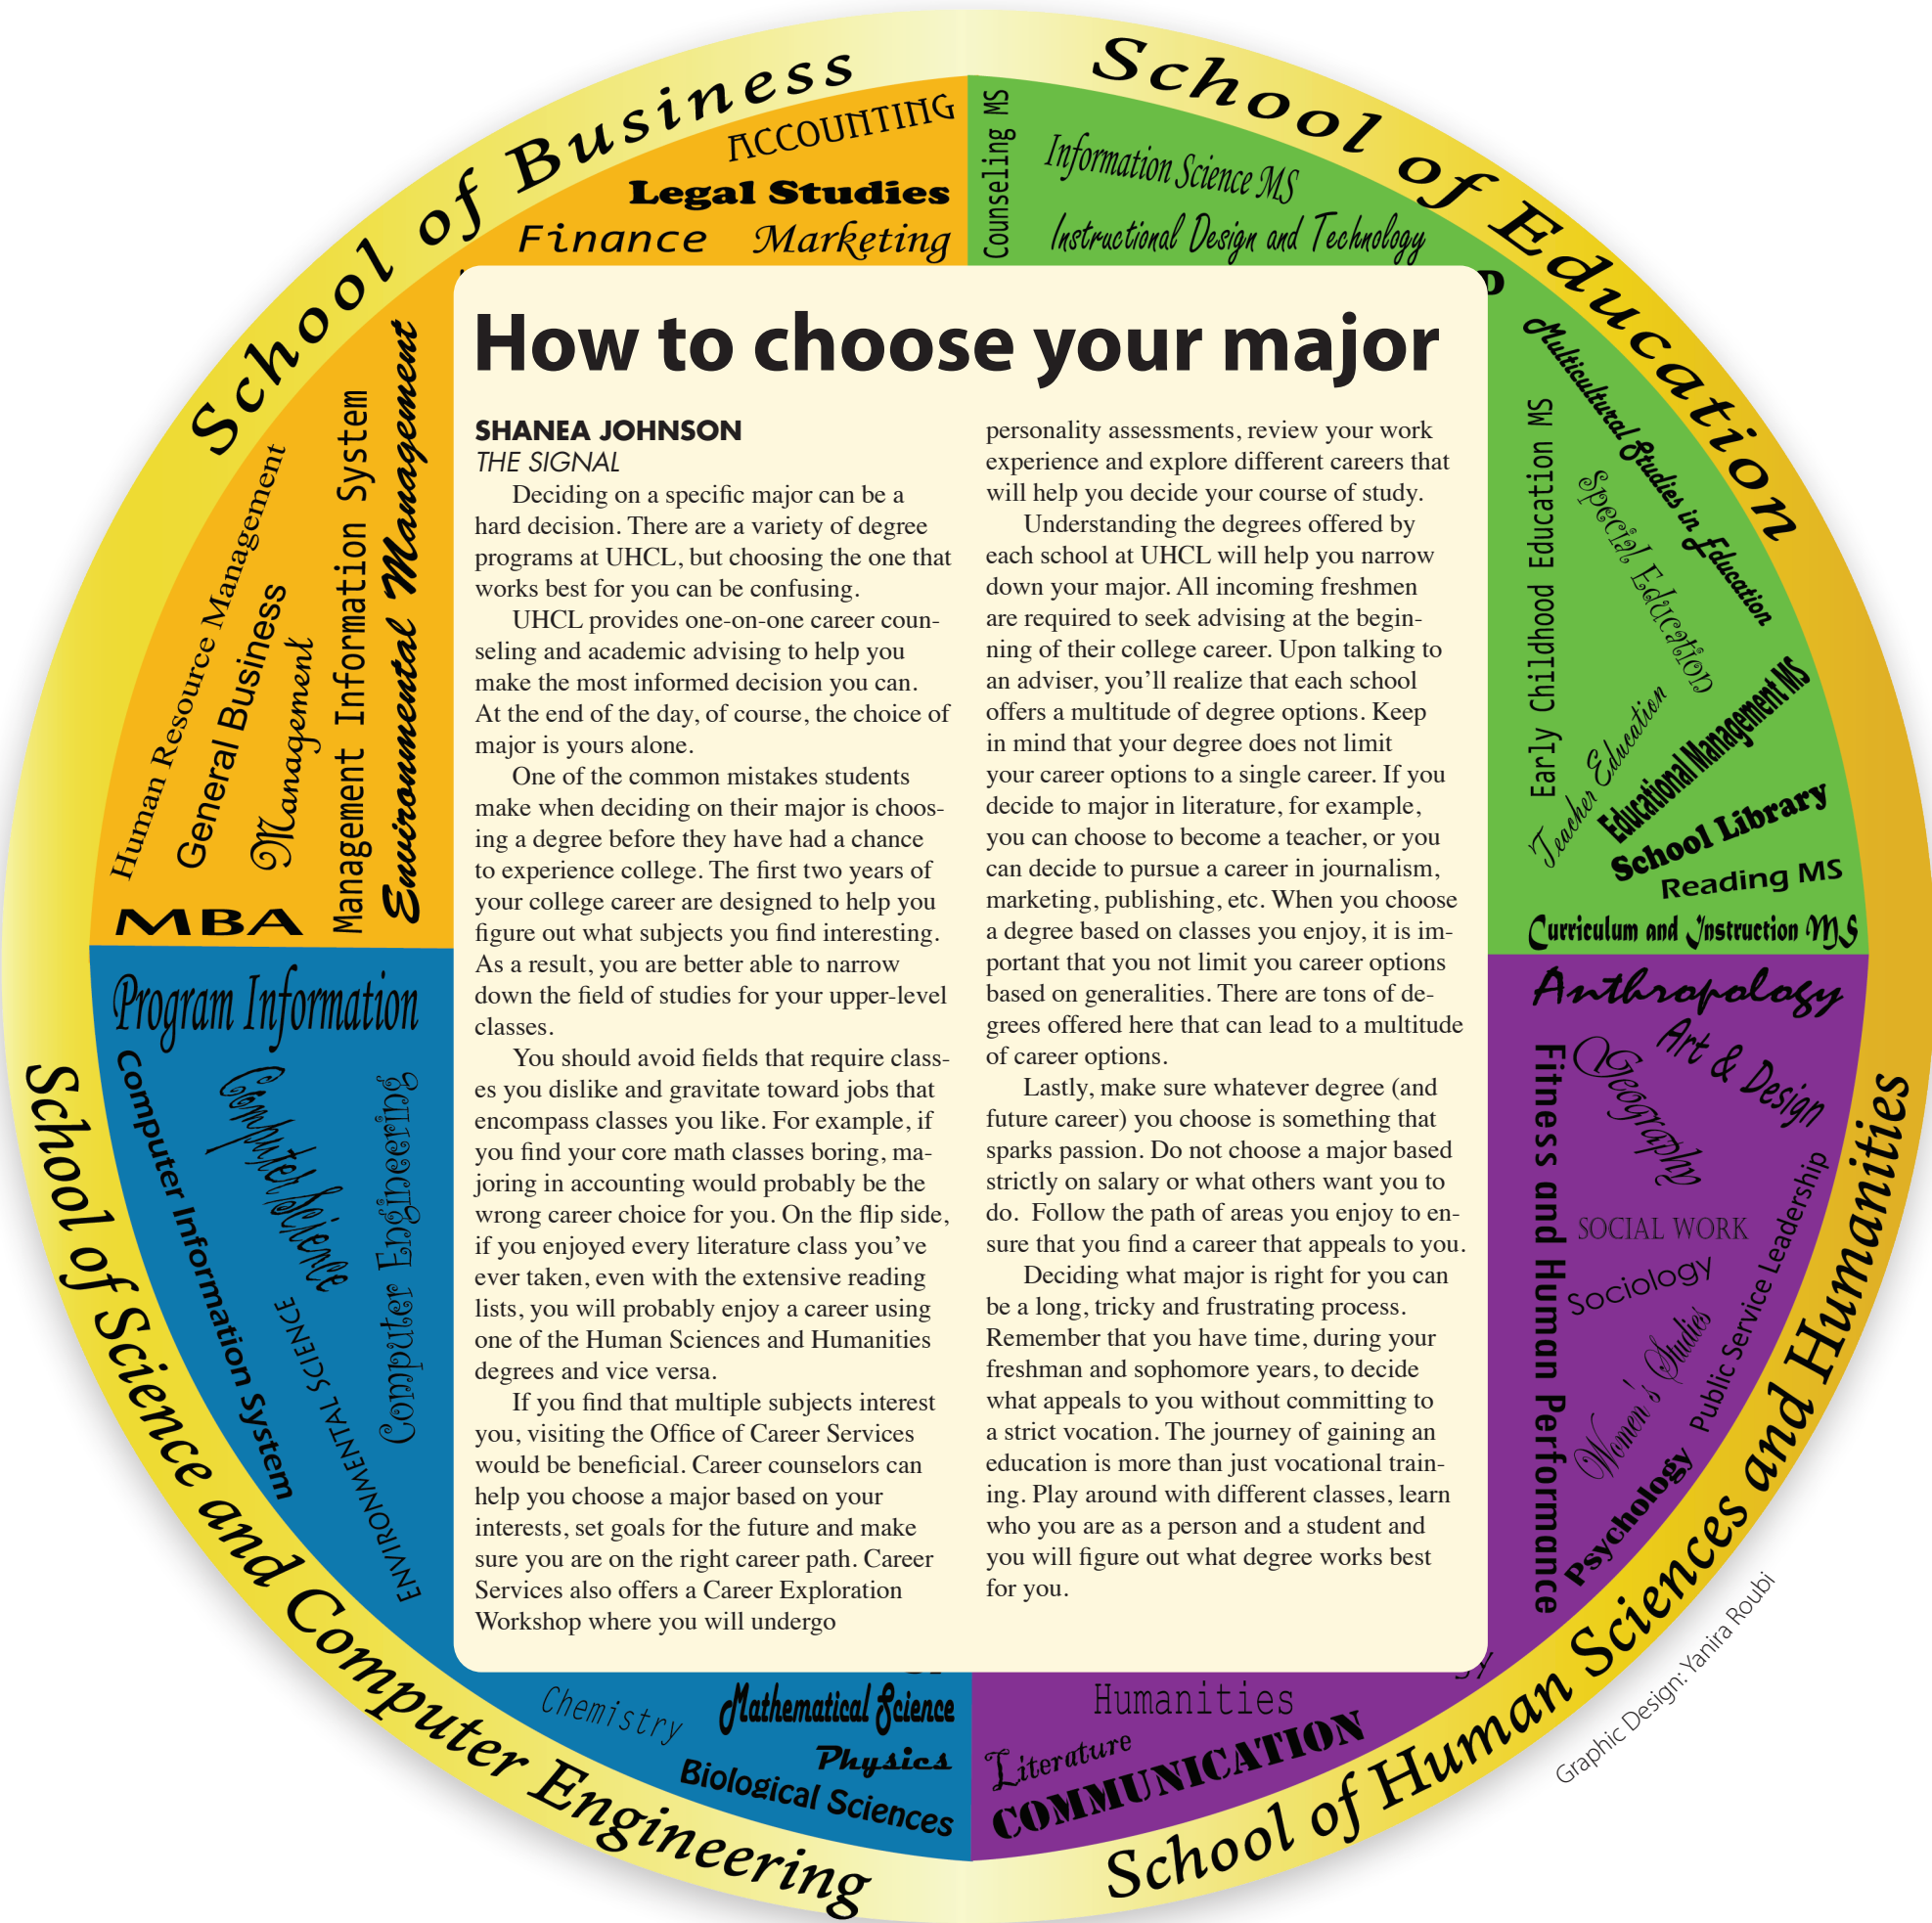 School of Business
ACCOUNTING
Legal Studies
Finance
Marketing
Human Resource Management
General Business
Management
Management Information System
Environmental Management
MBA
School of Education
Counseling MS
Information Science MS
Instructional Design and Technology
Multicultural Studies in Education
Early Childhood Education MS
Special Education
Teacher Education
Educational Management MS
School Library
Reading MS
Curriculum and Instruction MS
How to choose your major
SHANEA JOHNSON
THE SIGNAL
Deciding on a specific major can be a
hard decision. There are a variety of degree
programs at UHCL, but choosing the one that
works best for you can be confusing.
UHCL provides one-on-one career coun-
seling and academic advising to help you
make the most informed decision you can.
At the end of the day, of course, the choice of
major is yours alone.
One of the common mistakes students
make when deciding on their major is choos-
ing a degree before they have had a chance
to experience college. The first two years of
your college career are designed to help you
figure out what subjects you find interesting.
As a result, you are better able to narrow
down the field of studies for your upper-level
classes.
You should avoid fields that require class-
es you dislike and gravitate toward jobs that
encompass classes you like. For example, if
you find your core math classes boring, ma-
joring in accounting would probably be the
wrong career choice for you. On the flip side,
if you enjoyed every literature class you've
ever taken, even with the extensive reading
lists, you will probably enjoy a career using
one of the Human Sciences and Humanities
degrees and vice versa.
If you find that multiple subjects interest
you, visiting the Office of Career Services
would be beneficial. Career counselors can
help you choose a major based on your
interests, set goals for the future and make
sure you are on the right career path. Career
Services also offers a Career Exploration
Workshop where you will undergo
personality assessments, review your work
experience and explore different careers that
will help you decide your course of study.
Understanding the degrees offered by
each school at UHCL will help you narrow
down your major. All incoming freshmen
are required to seek advising at the begin-
ning of their college career. Upon talking to
an adviser, you'll realize that each school
offers a multitude of degree options. Keep
in mind that your degree does not limit
your career options to a single career. If you
decide to major in literature, for example,
you can choose to become a teacher, or you
can decide to pursue a career in journalism,
marketing, publishing, etc. When you choose
a degree based on classes you enjoy, it is im-
portant that you not limit you career options
based on generalities. There are tons of de-
grees offered here that can lead to a multitude
of career options.
Lastly, make sure whatever degree (and
future career) you choose is something that
sparks passion. Do not choose a major based
strictly on salary or what others want you to
do. Follow the path of areas you enjoy to en-
sure that you find a career that appeals to you.
Deciding what major is right for you can
be a long, tricky and frustrating process.
Remember that you have time, during your
freshman and sophomore years, to decide
what appeals to you without committing to
a strict vocation. The journey of gaining an
education is more than just vocational train-
ing. Play around with different classes, learn
who you are as a person and a student and
you will figure out what degree works best
for you.
Program Information
Computer Information System
Computer Science
Computer Engineering
ENVIRONMENTAL SCIENCE
Chemistry
Mathematical Science
Physics
Biological Sciences
School of Science and Computer Engineering
Anthropology
Art & Design
Geography
Fitness and Human Performance
SOCIAL WORK
Sociology
Public Service Leadership
Women's Studies
Psychology
Humanities
Literature
COMMUNICATION
School of Human Sciences and Humanities
Graphic Design: Yanira Roubi